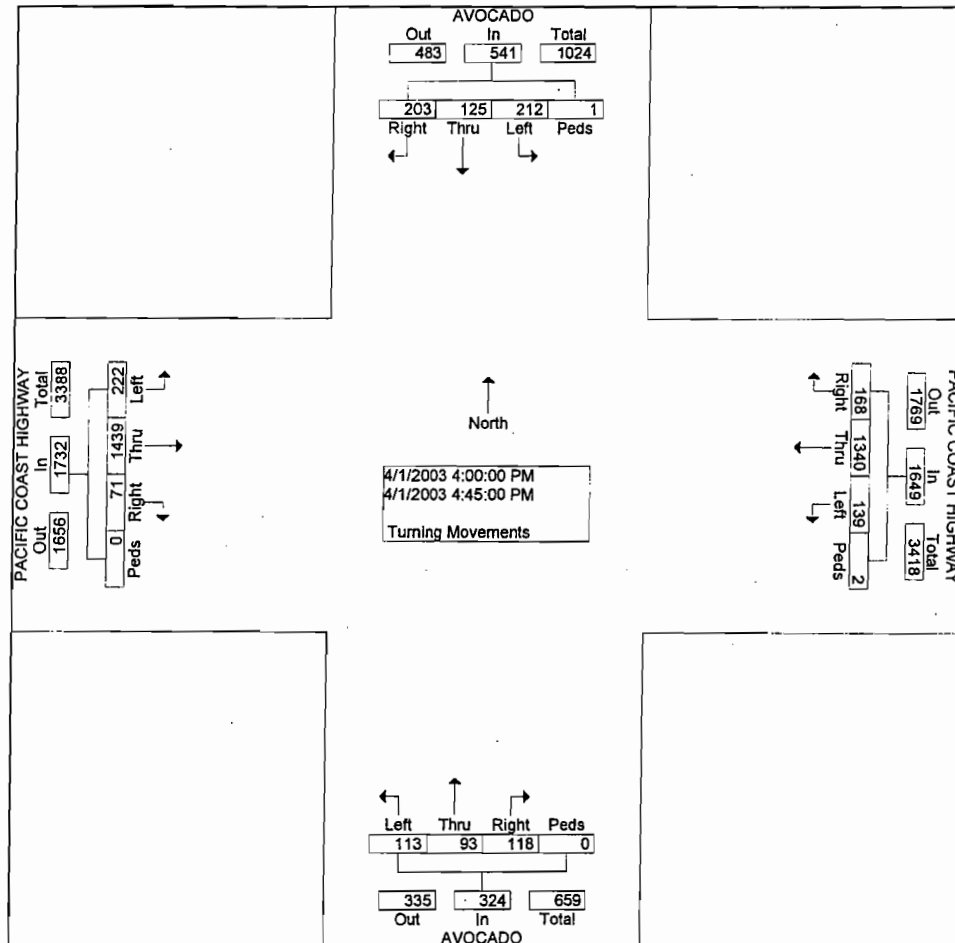 AVOCADO
Out In Total
483 541 1024
203 125 212 1
Right Thru Left Peds
PACIFIC COAST HIGHWAY
Total In Out
3388 1732 1656
222 1439 71 0
Left Thru Right Peds
North
4/1/2003 4:00:00 PM
4/1/2003 4:45:00 PM
Turning Movements
Right Thru Left Peds
168 1340 139 2
Out In Total
1769 1649 3418
PACIFIC COAST HIGHWAY
Left Thru Right Peds
113 93 118 0
335 324 659
Out In Total
AVOCADO